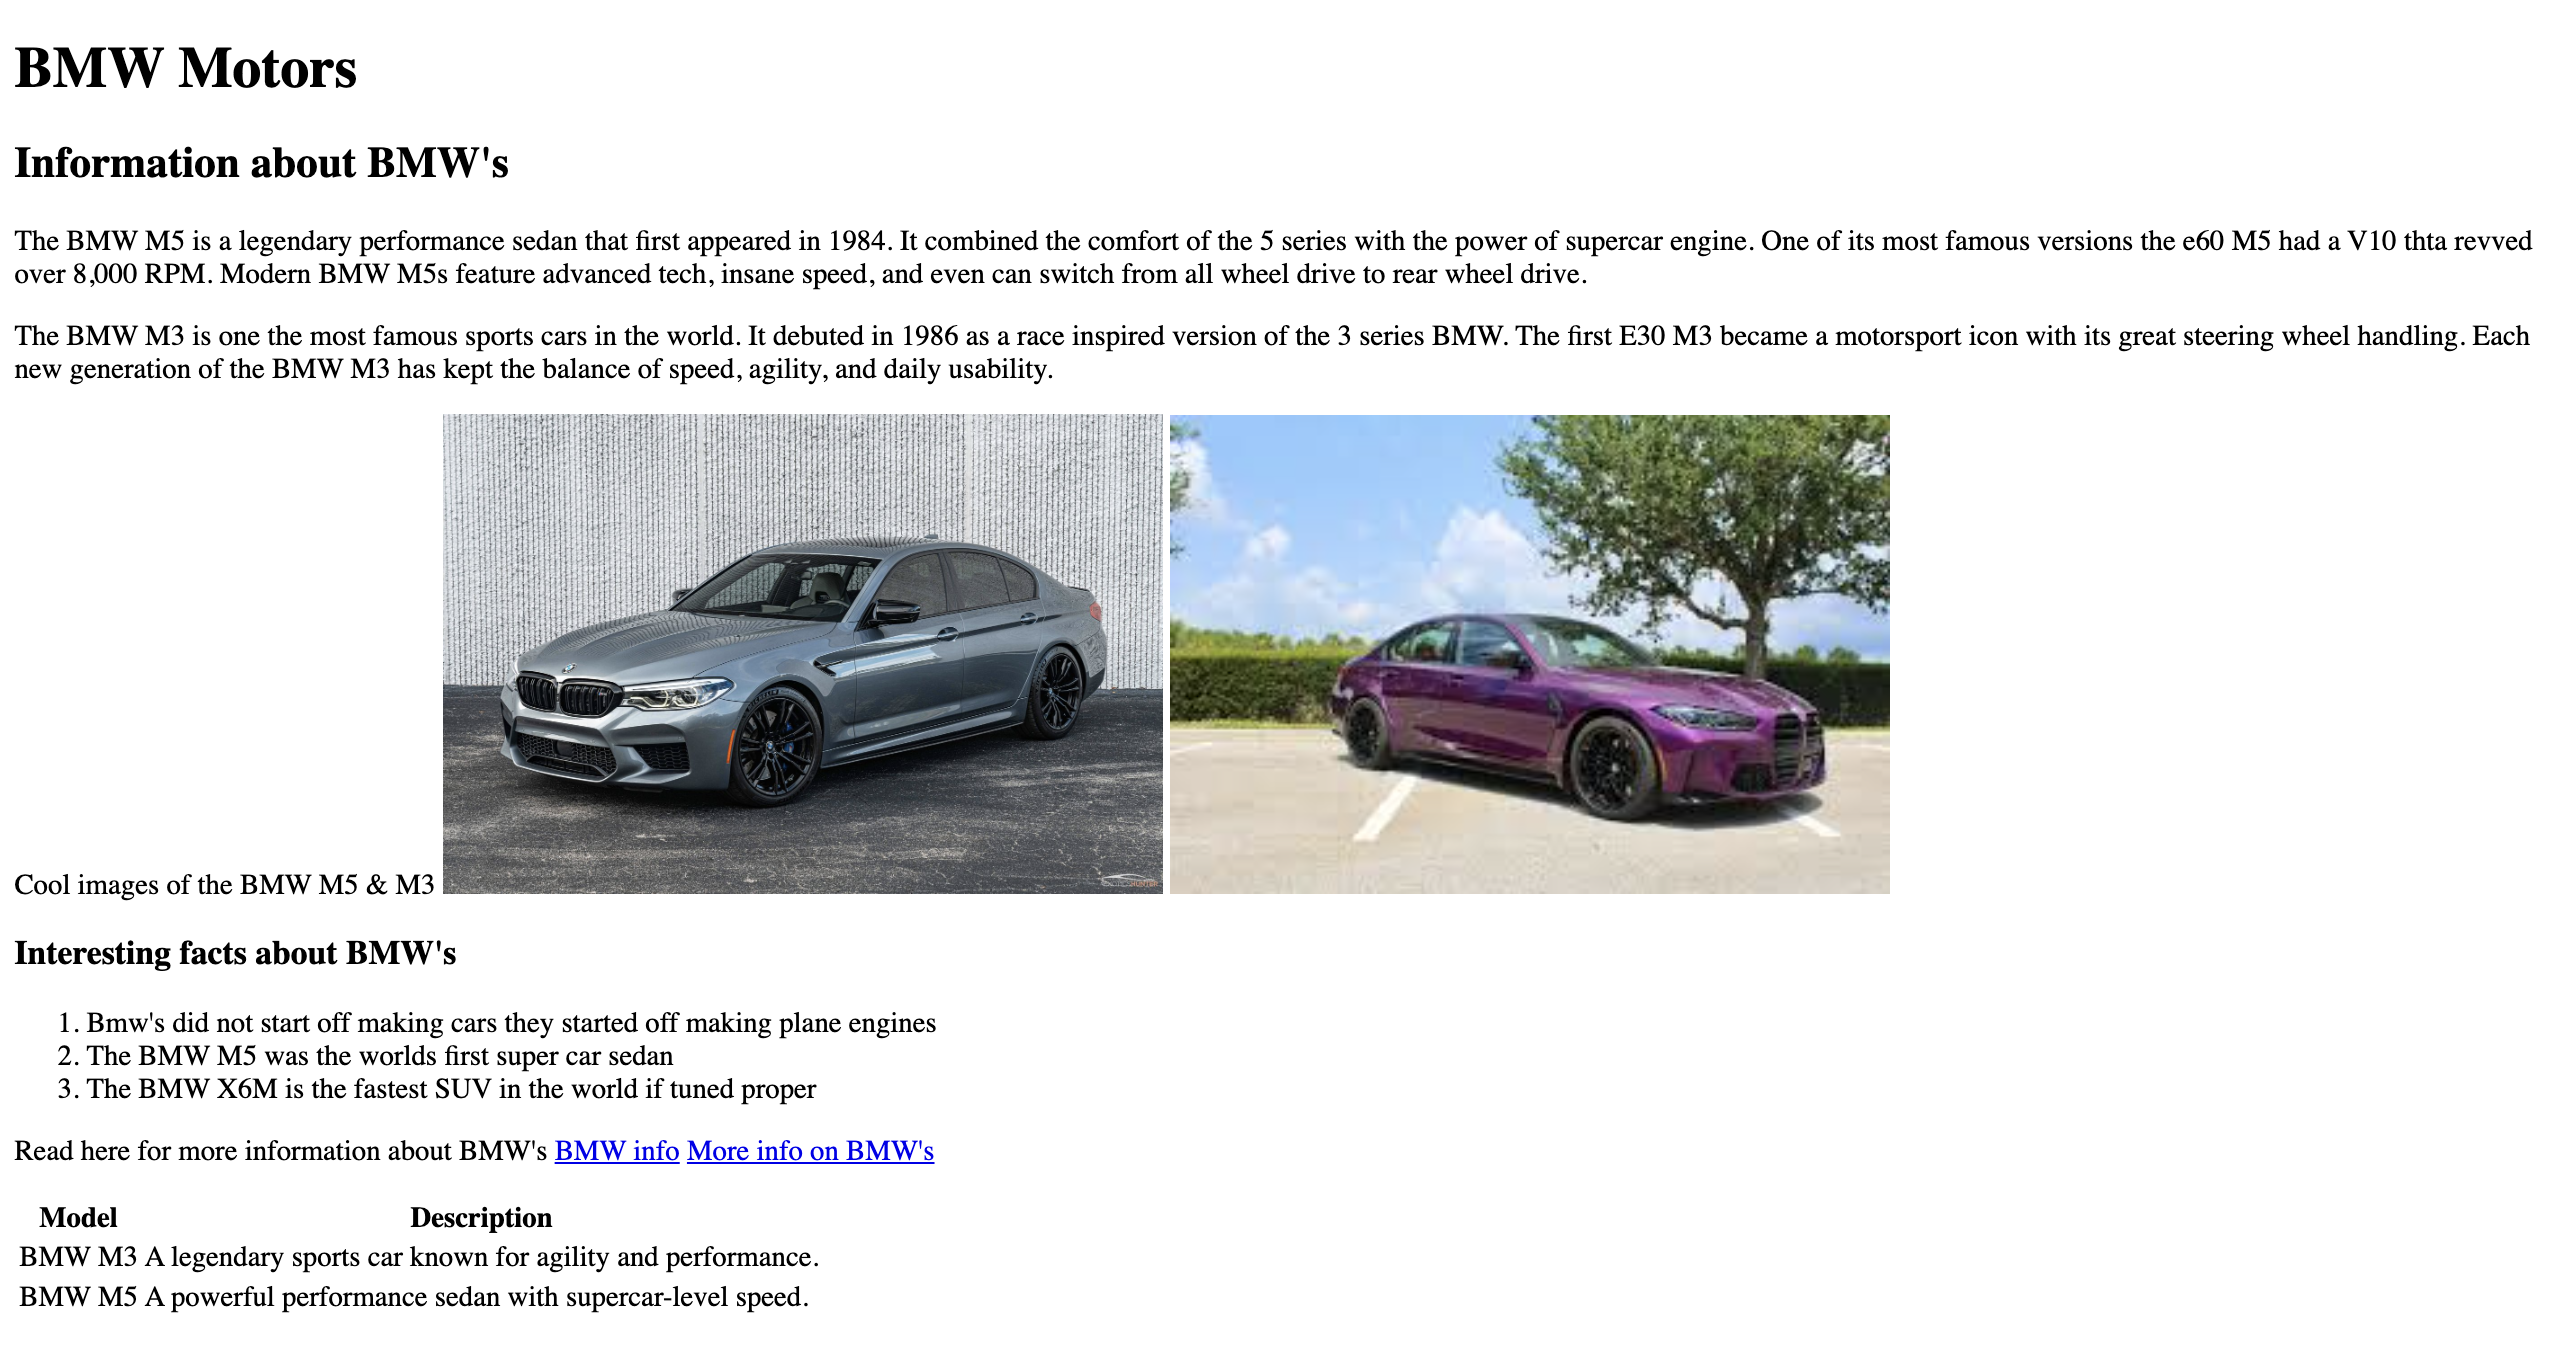 BMW Motors
Information about BMW's
The BMW M5 is a legendary performance sedan that first appeared in 1984. It combined the comfort of the 5 series with the power of supercar engine. One of its most famous versions the e60 M5 had a V10 thta revved
over 8,000 RPM. Modern BMW M5s feature advanced tech, insane speed, and even can switch from all wheel drive to rear wheel drive.
The BMW M3 is one the most famous sports cars in the world. It debuted in 1986 as a race inspired version of the 3 series BMW. The first E30 M3 became a motorsport icon with its great steering wheel handling. Each
new generation of the BMW M3 has kept the balance of speed, agility, and daily usability.
Cool images of the BMW M5 & M3
Interesting facts about BMW's
1. Bmw's did not start off making cars they started off making plane engines
2. The BMW M5 was the worlds first super car sedan
3. The BMW X6M is the fastest SUV in the world if tuned proper
Read here for more information about BMW's BMW info More info on BMW's
Model Description
BMW M3 A legendary sports car known for agility and performance.
BMW M5 A powerful performance sedan with supercar-level speed.